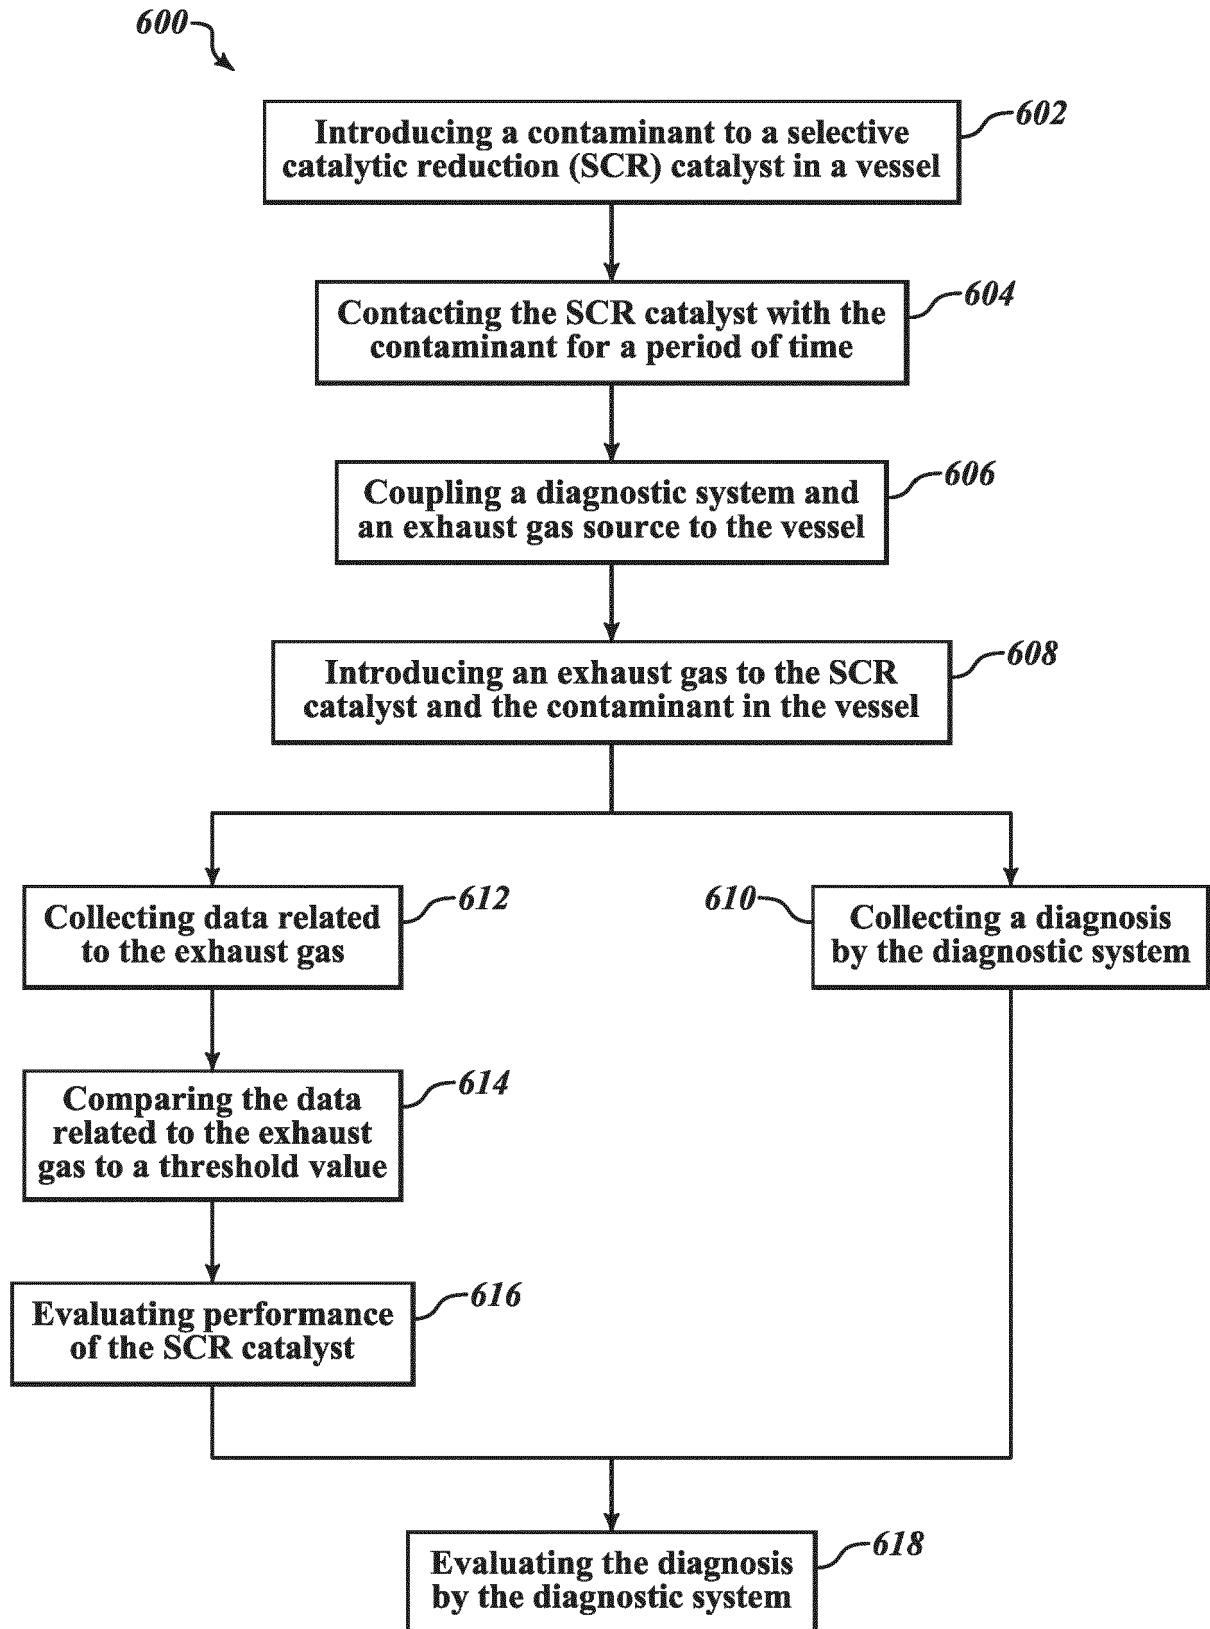 600
602
Introducing a contaminant to a selective
catalytic reduction (SCR) catalyst in a vessel
604
Contacting the SCR catalyst with the
contaminant for a period of time
606
Coupling a diagnostic system and
an exhaust gas source to the vessel
608
Introducing an exhaust gas to the SCR
catalyst and the contaminant in the vessel
612
Collecting data related
to the exhaust gas
610
Collecting a diagnosis
by the diagnostic system
614
Comparing the data
related to the exhaust
gas to a threshold value
616
Evaluating performance
of the SCR catalyst
618
Evaluating the diagnosis
by the diagnostic system